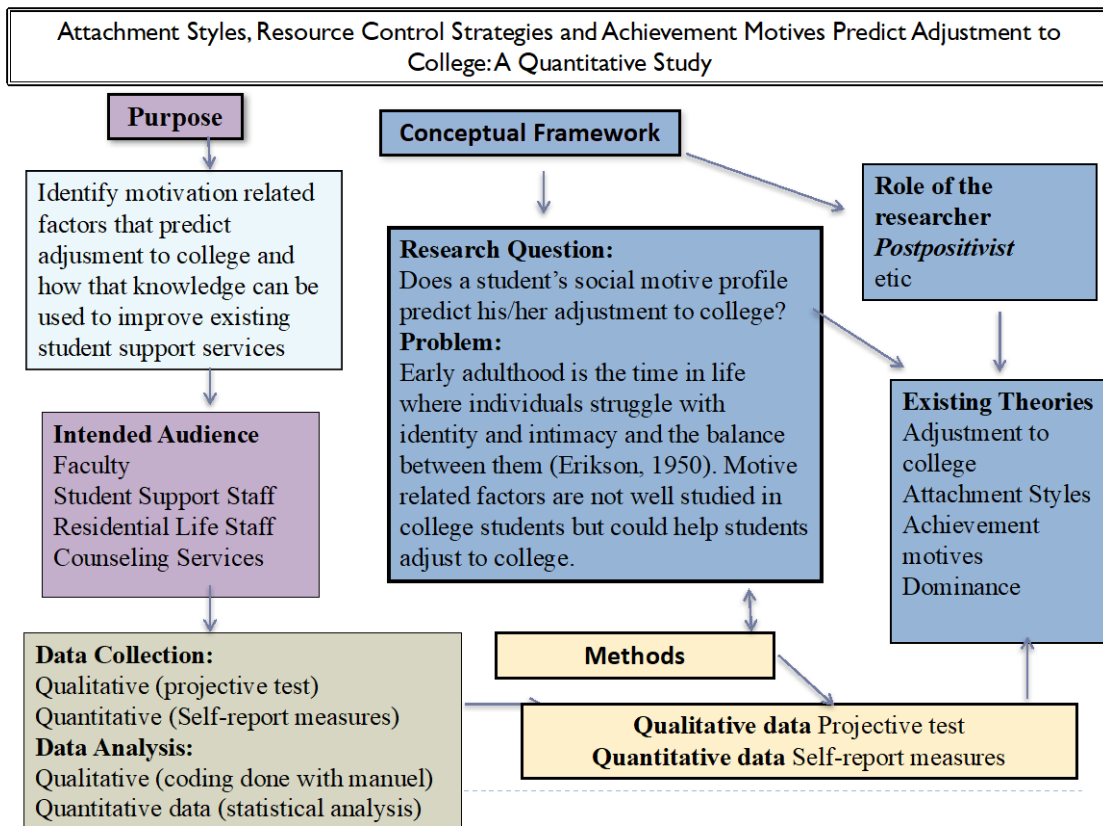 Attachment Styles, Resource Control Strategies and Achievement Motives Predict Adjustment to
College: A Quantitative Study
Purpose
Identify motivation related
factors that predict
adjusment to college and
how that knowledge can be
used to improve existing
student support services
Intended Audience
Faculty
Student Support Staff
Residential Life Staff
Counseling Services
Data Collection:
Qualitative (projective test)
Quantitative (Self-report measures)
Data Analysis:
Qualitative (coding done with manuel)
Quantitative data (statistical analysis)
Conceptual Framework
Research Question:
Does a student's social motive profile
predict his/her adjustment to college?
Problem:
Early adulthood is the time in life
where individuals struggle with
identity and intimacy and the balance
between them (Erikson, 1950). Motive
related factors are not well studied in
college students but could help students
adjust to college.
Methods
Qualitative data Projective test
Quantitative data Self-report measures
Role of the
researcher
Postpositivist
etic
Existing Theories
Adjustment to
college
Attachment Styles
Achievement
motives
Dominance